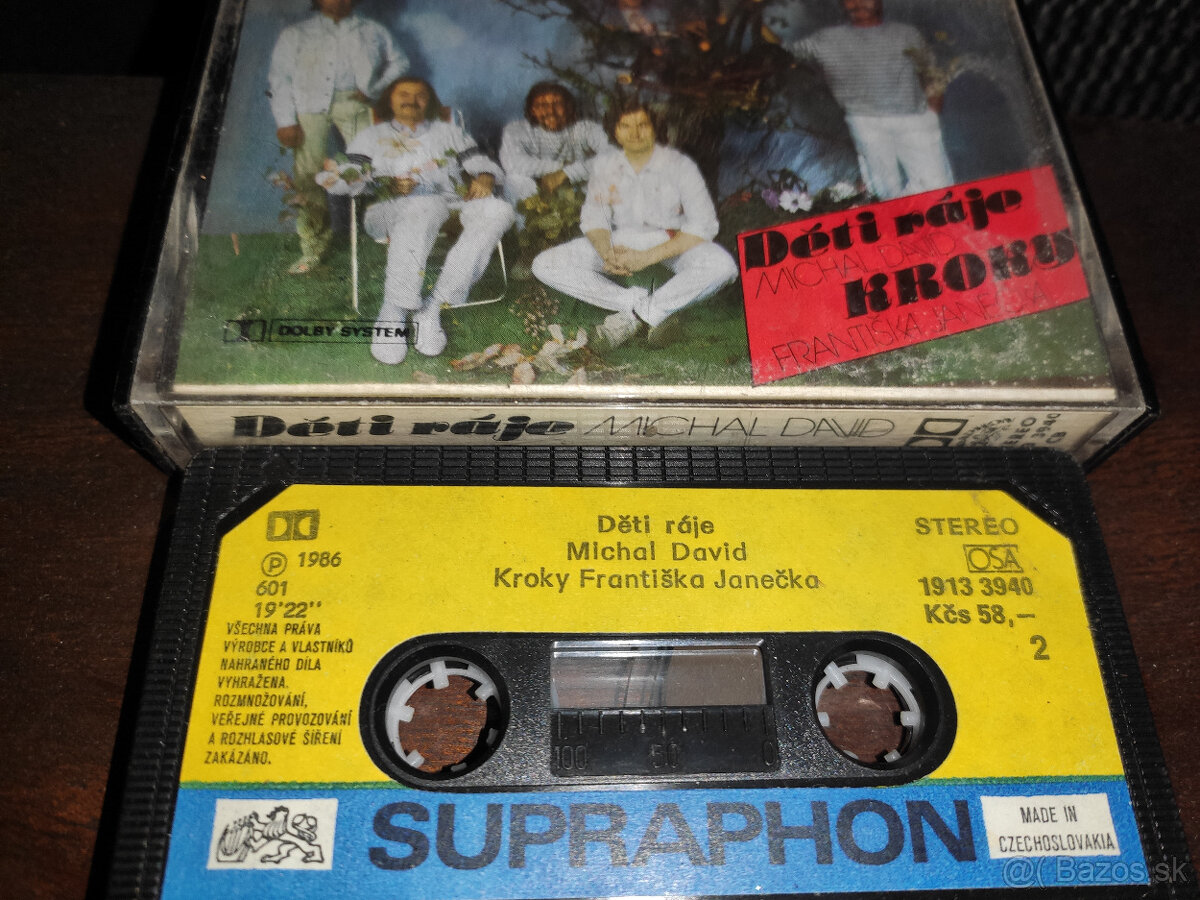 Děti ráje
MICHAL DAVID
KROKY
FRANTIŠKA JANEČKA
DOLBY SYSTEM
Děti ráje MICHAL DAVID
Děti ráje
Michal David
Kroky Františka Janečka
Ⓟ 1986
601
19'22''
VŠECHNA PRÁVA
VÝROBCE A VLASTNÍKŮ
NAHRANÉHO DÍLA
VYHRAŽENA.
ROZMNOŽOVÁNÍ,
VEŘEJNÉ PROVOZOVÁNÍ
A ROZHLASOVÉ ŠÍŘENÍ
ZAKÁZÁNO.
STEREO
OSA
1913 3940
Kčs 58,—
2
100 50 0
SUPRAPHON
MADE IN
CZECHOSLOVAKIA
@( Bazos.sk